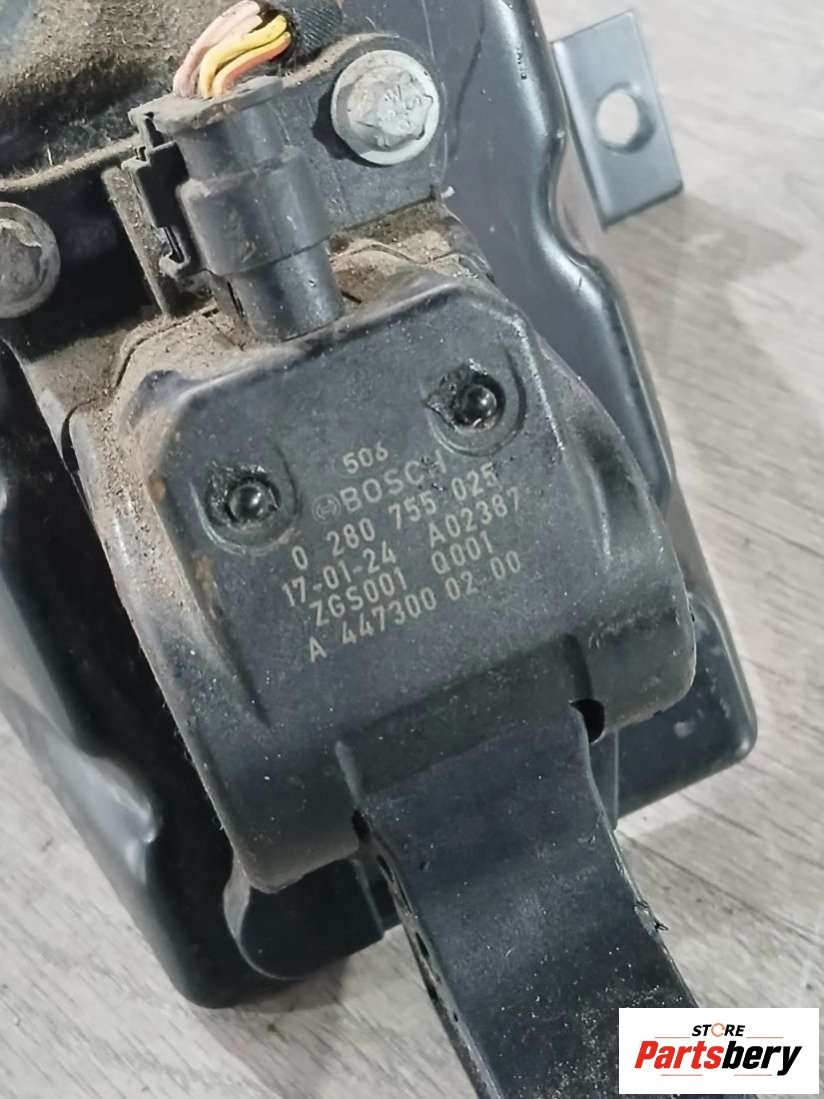 506
BOSCH
0 280 755 025
17-01-24 A02387
ZGS001 Q001
A 447300 02 00
STORE
Partsbery